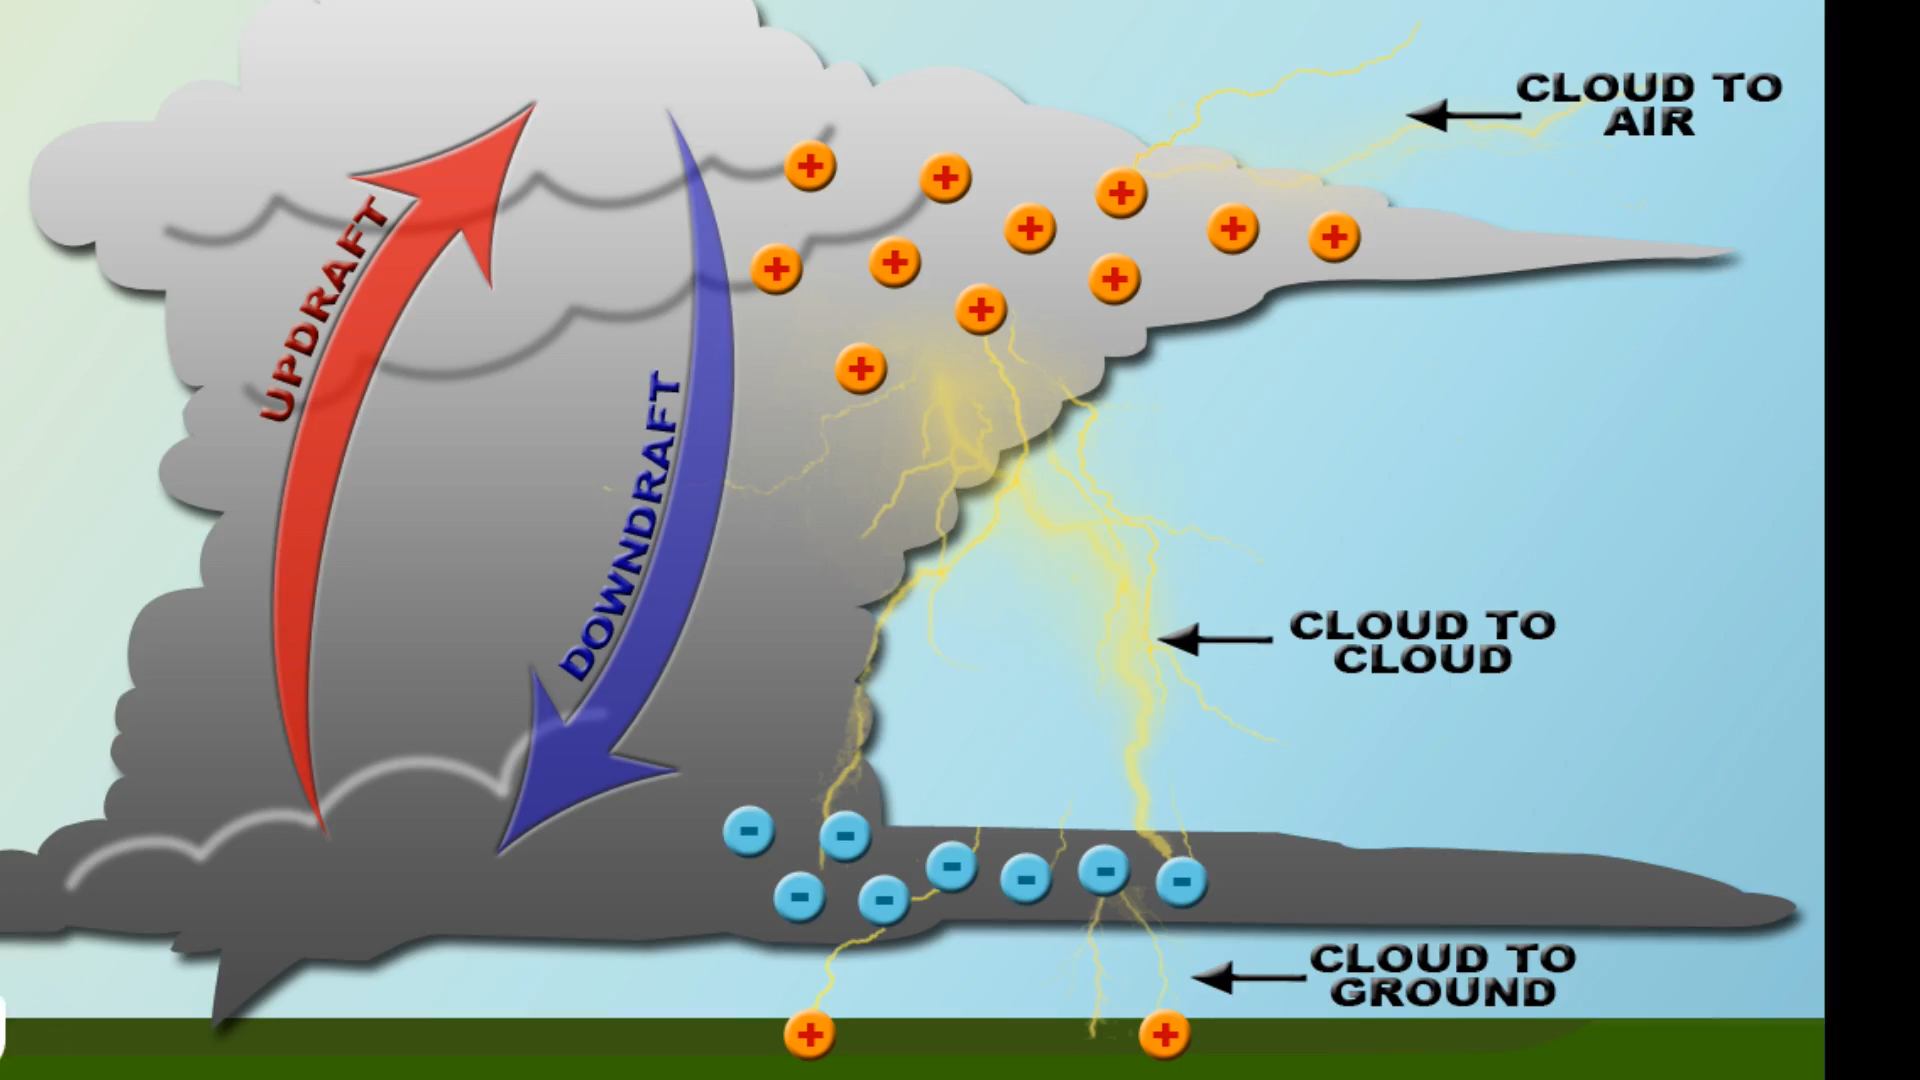 CLOUD TO
AIR
UPDRAFT
DOWNDRAFT
CLOUD TO
CLOUD
CLOUD TO
GROUND